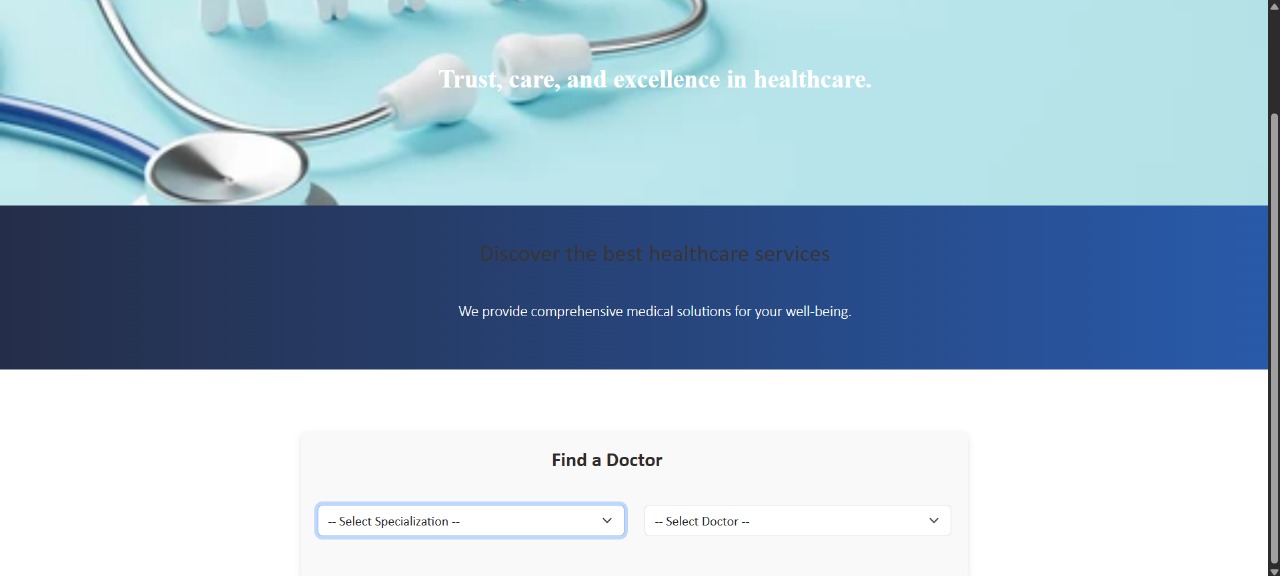 Trust, care, and excellence in healthcare.
Discover the best healthcare services
We provide comprehensive medical solutions for your well-being.
Find a Doctor
-- Select Specialization --
-- Select Doctor --